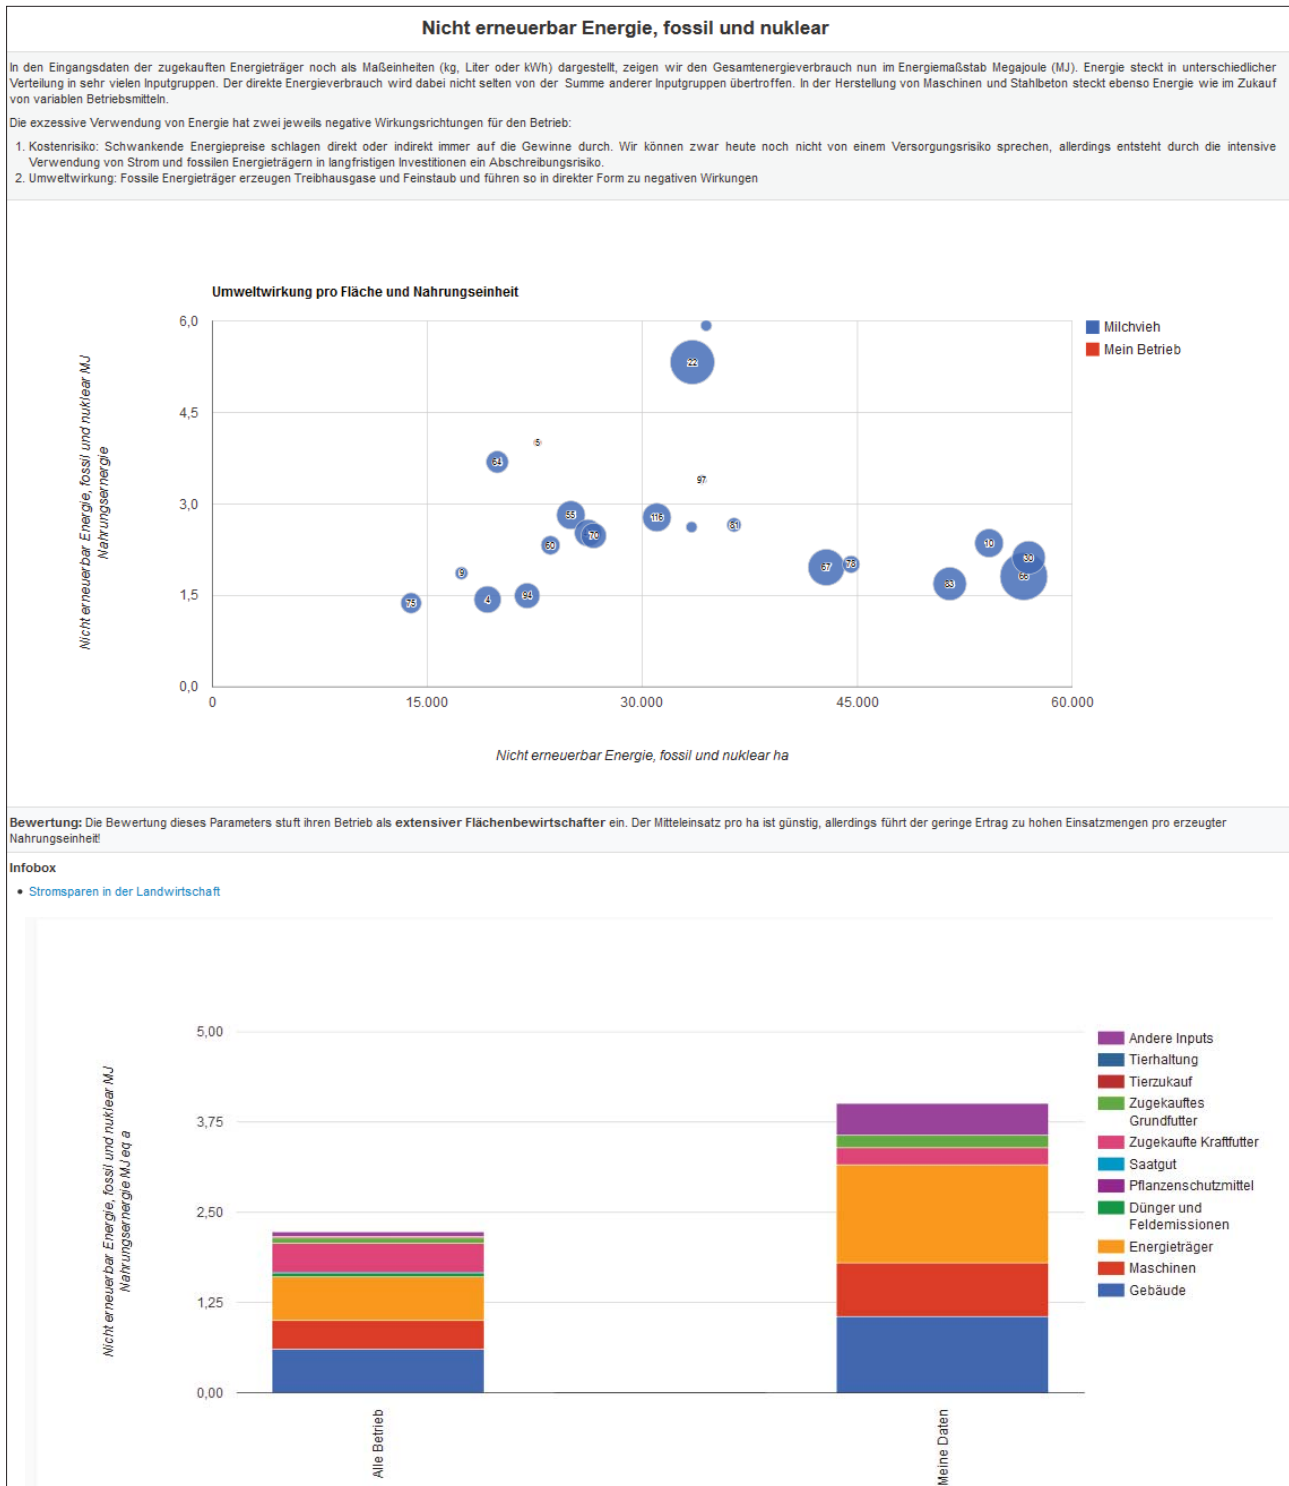 Nicht erneuerbar Energie, fossil und nuklear
In den Eingangsdaten der zugekauften Energieträger noch als Maßeinheiten (kg, Liter oder kWh) dargestellt, zeigen wir den Gesamtenergieverbrauch nun im Energiemaßstab Megajoule (MJ). Energie steckt in unterschiedlicher
Verteilung in sehr vielen Inputgruppen. Der direkte Energieverbrauch wird dabei nicht selten von der Summe anderer Inputgruppen übertroffen. In der Herstellung von Maschinen und Stahlbeton steckt ebenso Energie wie im Zukauf
von variablen Betriebsmitteln.
Die exzessive Verwendung von Energie hat zwei jeweils negative Wirkungsrichtungen für den Betrieb:
1. Kostenrisiko: Schwankende Energiepreise schlagen direkt oder indirekt immer auf die Gewinne durch. Wir können zwar heute noch nicht von einem Versorgungsrisiko sprechen, allerdings entsteht durch die intensive
Verwendung von Strom und fossilen Energieträgern in langfristigen Investitionen ein Abschreibungsrisiko.
2. Umweltwirkung: Fossile Energieträger erzeugen Treibhausgase und Feinstaub und führen so in direkter Form zu negativen Wirkungen
Umweltwirkung pro Fläche und Nahrungseinheit
Nicht erneuerbar Energie, fossil und nuklear MJ
Nahrungsernergie
6,0
4,5
3,0
1,5
0,0
22
5
64
97
55
116
81
70
60
10
30
9
67
78
33
66
75
4
94
Milchvieh
Mein Betrieb
0
15.000
30.000
45.000
60.000
Nicht erneuerbar Energie, fossil und nuklear ha
Bewertung: Die Bewertung dieses Parameters stuft ihren Betrieb als extensiver Flächenbewirtschafter ein. Der Mitteleinsatz pro ha ist günstig, allerdings führt der geringe Ertrag zu hohen Einsatzmengen pro erzeugter
Nahrungseinheit!
Infobox
• Stromsparen in der Landwirtschaft
Nicht erneuerbar Energie, fossil und nuklear MJ
Nahrungsernergie MJ eq a
5,00
3,75
2,50
1,25
0,00
Alle Betrieb
Meine Daten
Andere Inputs
Tierhaltung
Tierzukauf
Zugekauftes
Grundfutter
Zugekaufte Kraftfutter
Saatgut
Pflanzenschutzmittel
Dünger und
Feldemissionen
Energieträger
Maschinen
Gebäude